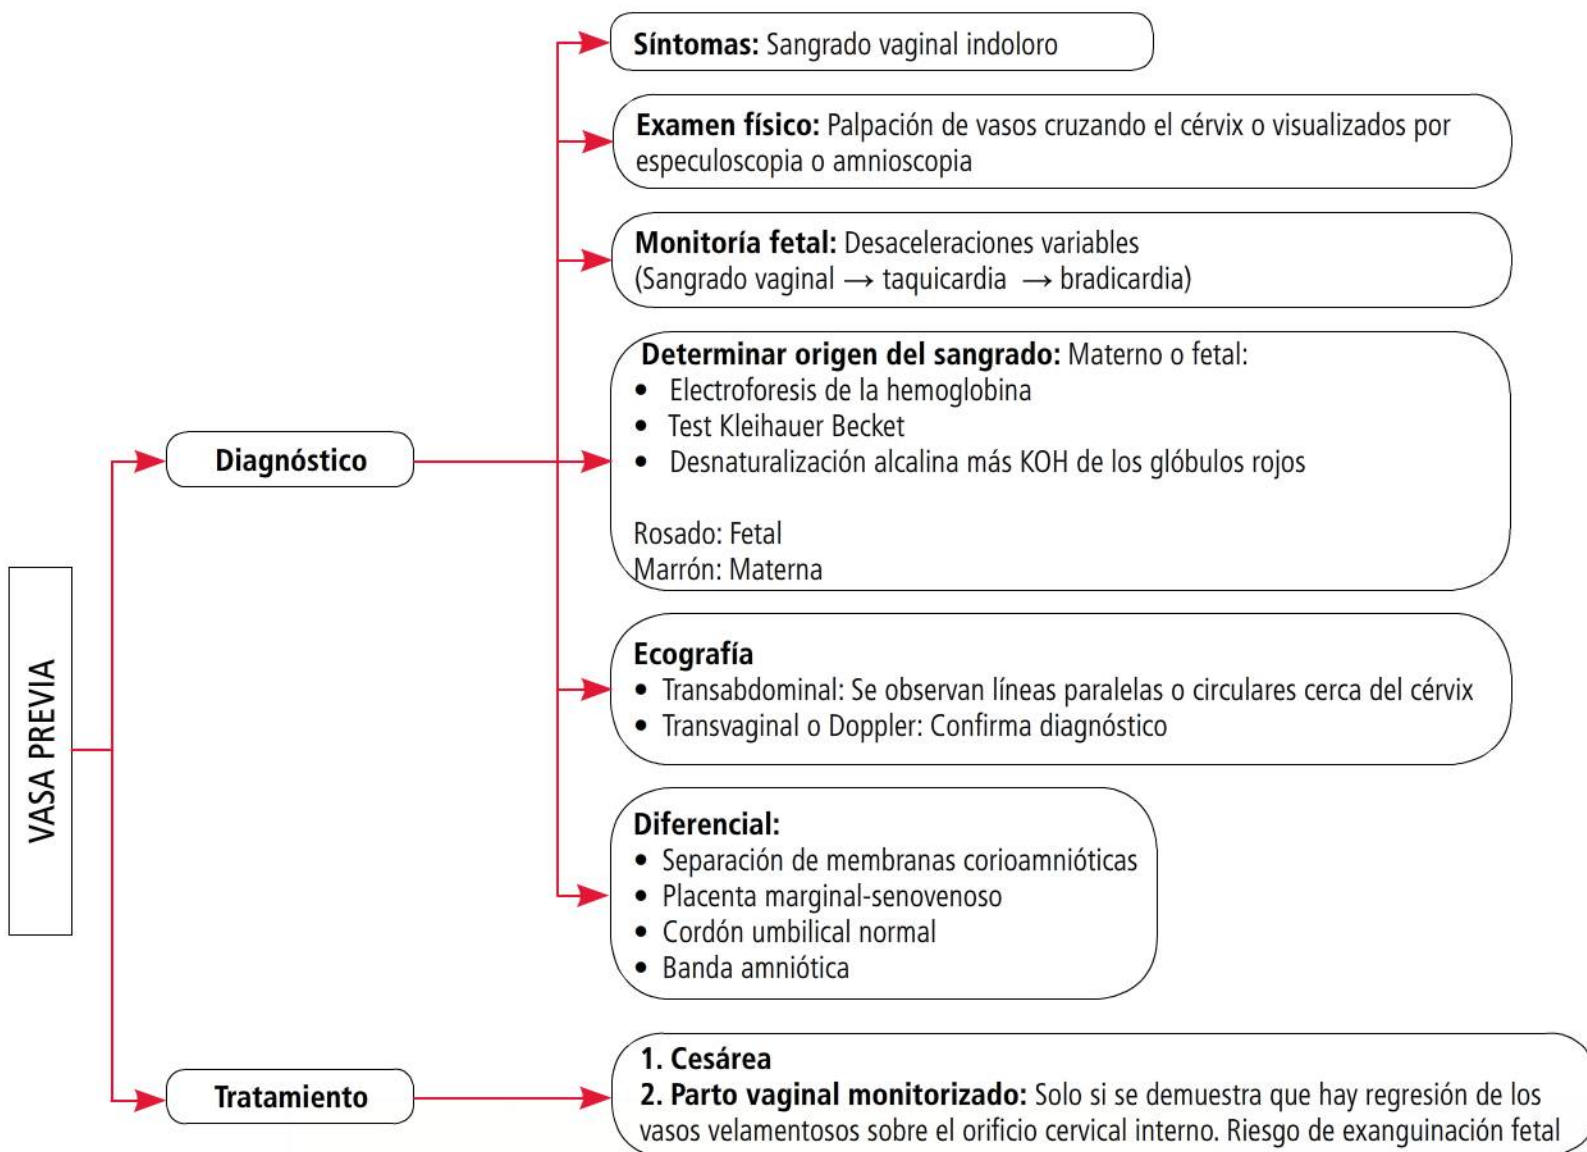 Síntomas: Sangrado vaginal indoloro
Examen físico: Palpación de vasos cruzando el cérvix o visualizados por
especuloscopia o amnioscopia
Monitoría fetal: Desaceleraciones variables
(Sangrado vaginal → taquicardia → bradicardia)
Determinar origen del sangrado: Materno o fetal:
• Electroforesis de la hemoglobina
• Test Kleihauer Becket
• Desnaturalización alcalina más KOH de los glóbulos rojos
Rosado: Fetal
Marrón: Materna
Diagnóstico
VASA PREVIA
Ecografía
• Transabdominal: Se observan líneas paralelas o circulares cerca del cérvix
• Transvaginal o Doppler: Confirma diagnóstico
Diferencial:
• Separación de membranas corioamnióticas
• Placenta marginal-senovenoso
• Cordón umbilical normal
• Banda amniótica
Tratamiento
1. Cesárea
2. Parto vaginal monitorizado: Solo si se demuestra que hay regresión de los
vasos velamentosos sobre el orificio cervical interno. Riesgo de exanguinación fetal